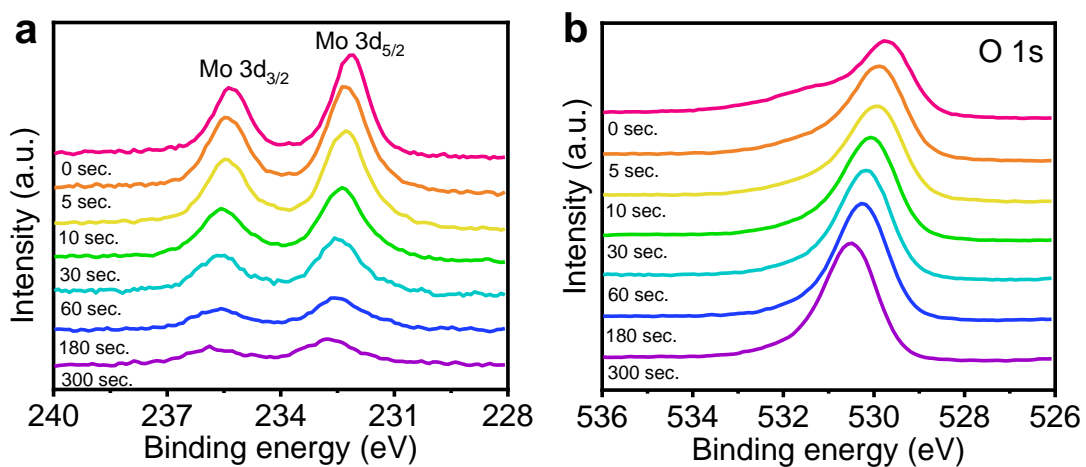 a
Mo 3d5/2
Mo 3d3/2
0 sec.
5 sec.
10 sec.
30 sec.
60 sec.
180 sec.
300 sec.
Intensity (a.u.)
240 237 234 231 228
Binding energy (eV)
b
O 1s
0 sec.
5 sec.
10 sec.
30 sec.
60 sec.
180 sec.
300 sec.
Intensity (a.u.)
536 534 532 530 528 526
Binding energy (eV)